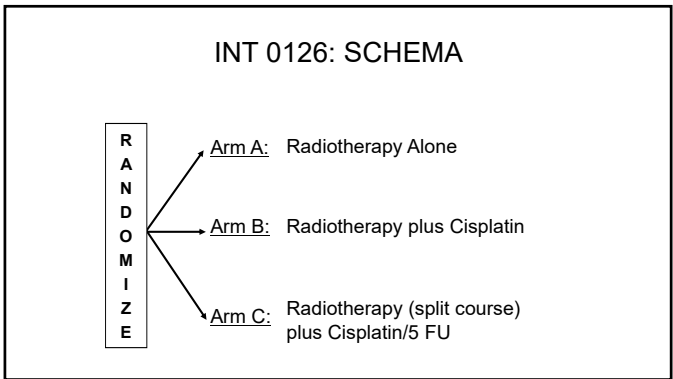 INT 0126: SCHEMA
R
A
N
D
O
M
I
Z
E
Arm A: Radiotherapy Alone
Arm B: Radiotherapy plus Cisplatin
Arm C: Radiotherapy (split course)
plus Cisplatin/5 FU